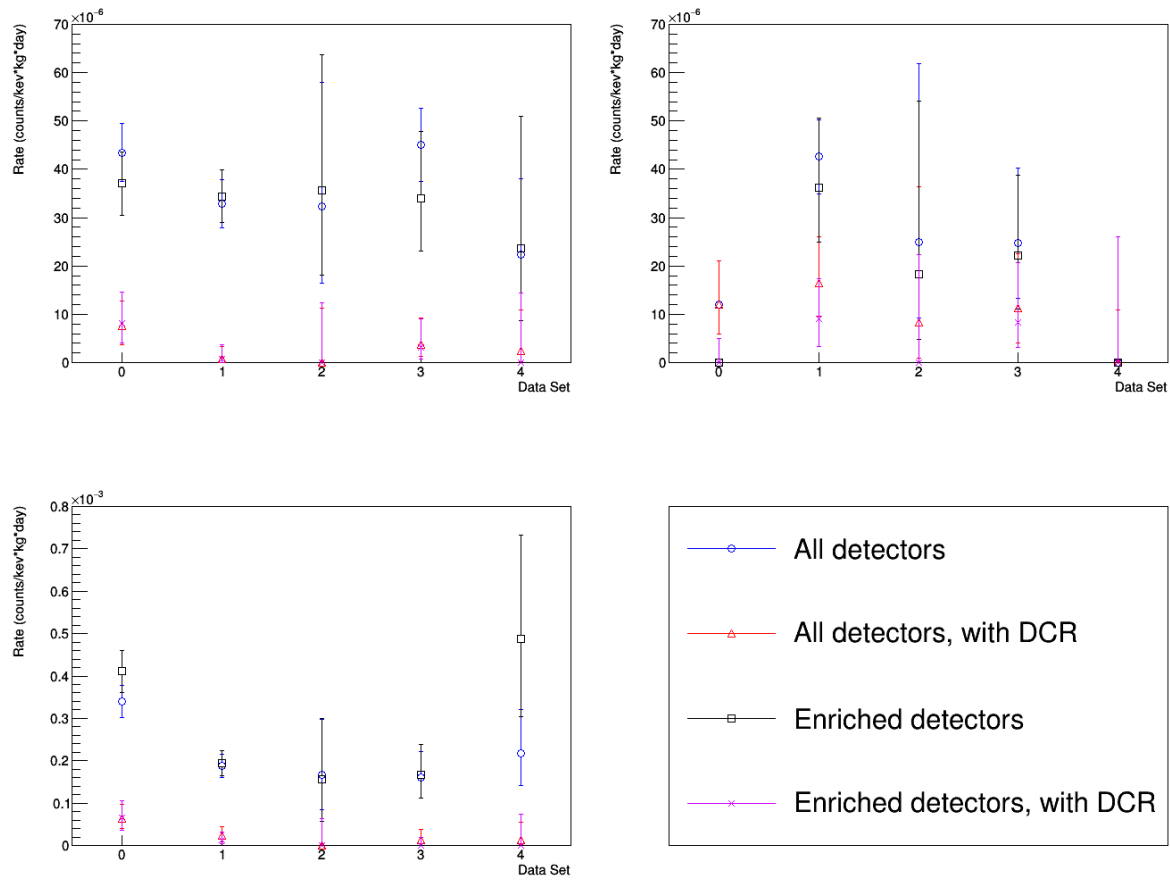 ×10⁻⁶
Rate (counts/kev*kg*day)
70
60
50
40
30
20
10
0
0 1 2 3 4
Data Set
×10⁻⁶
Rate (counts/kev*kg*day)
70
60
50
40
30
20
10
0
0 1 2 3 4
Data Set
×10⁻³
Rate (counts/kev*kg*day)
0.8
0.7
0.6
0.5
0.4
0.3
0.2
0.1
0
0 1 2 3 4
Data Set
All detectors
All detectors, with DCR
Enriched detectors
Enriched detectors, with DCR